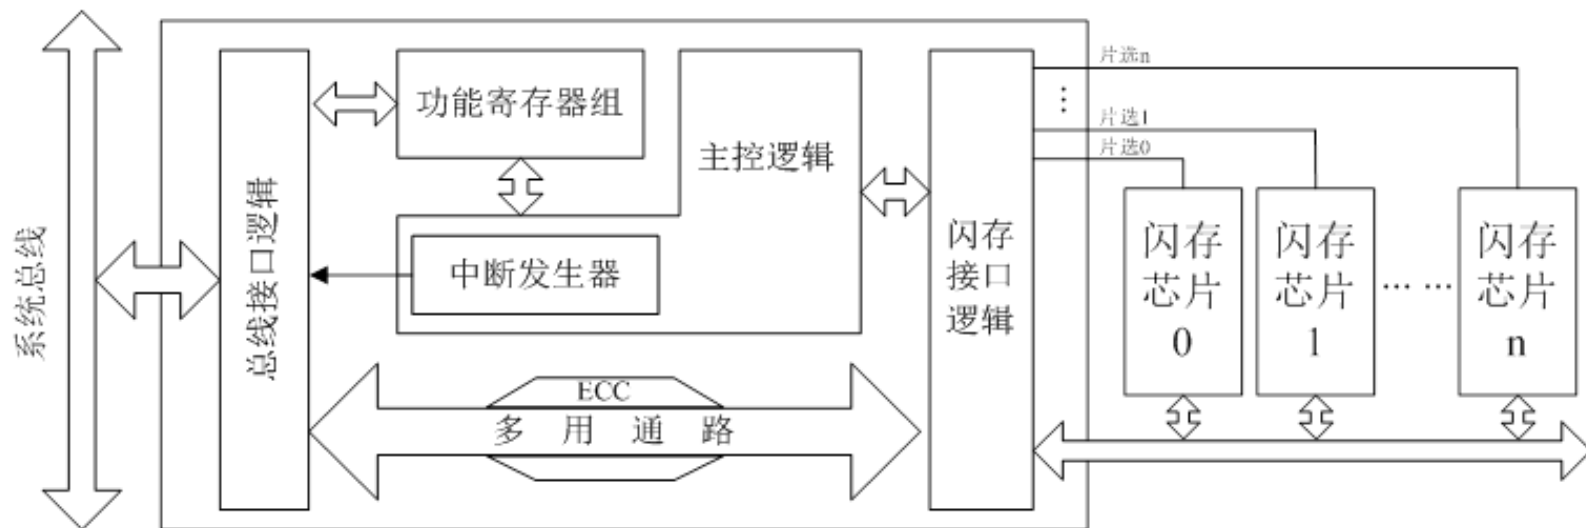 系统总线
总线接口逻辑
功能寄存器组
主控逻辑
中断发生器
ECC
多用通路
闪存
接口
逻辑
片选n
⋮
片选1
片选0
闪存
芯片
0
闪存
芯片
1
… …
闪存
芯片
n